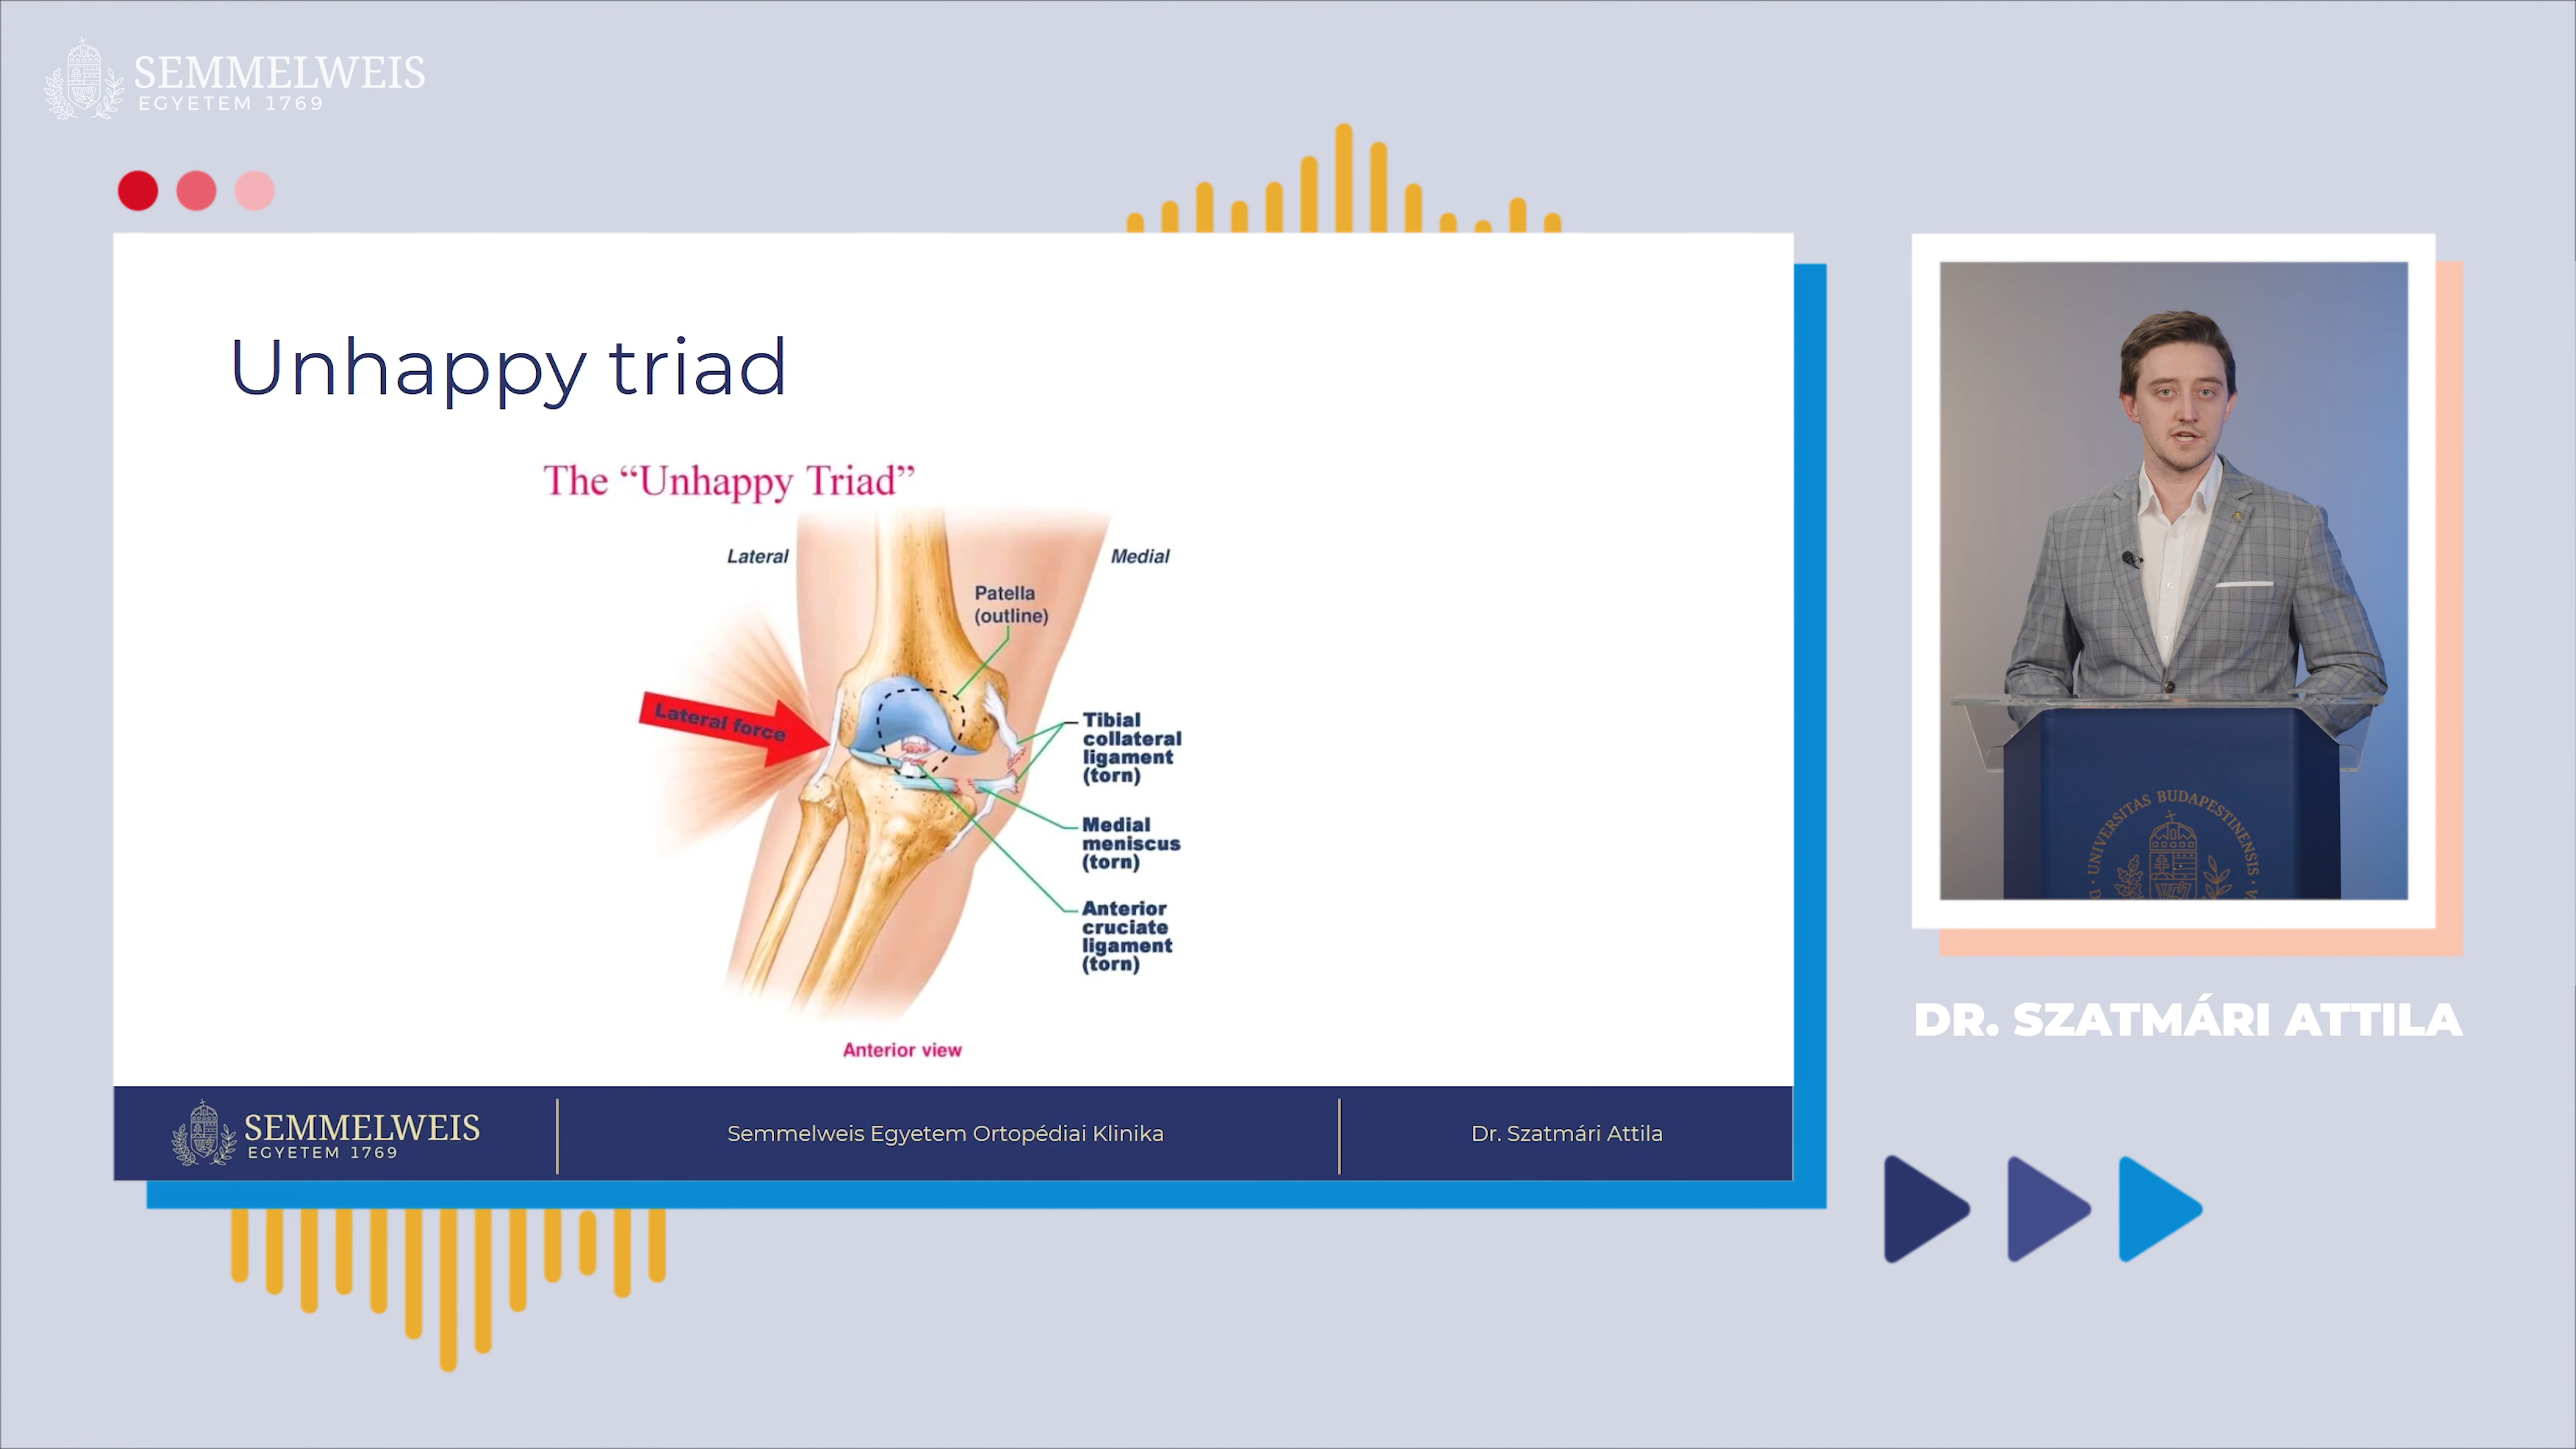 SEMMELWEIS
EGYETEM 1769
Unhappy triad
The “Unhappy Triad”
Lateral
Medial
Patella
(outline)
Lateral force
Tibial
collateral
ligament
(torn)
Medial
meniscus
(torn)
Anterior
cruciate
ligament
(torn)
Anterior view
SEMMELWEIS
EGYETEM 1769
Semmelweis Egyetem Ortopédiai Klinika
Dr. Szatmári Attila
UNIVERSITAS BUDAPESTINENSIS
DR. SZATMÁRI ATTILA